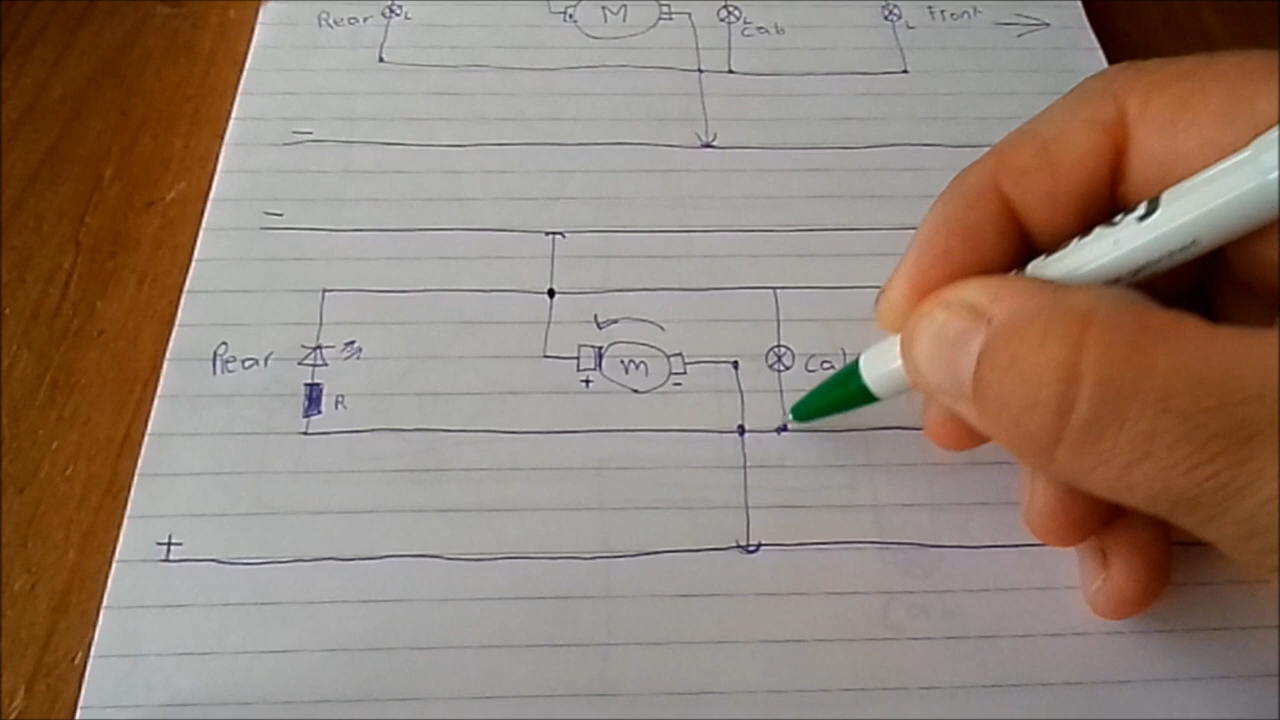 Rear L M L Cab L Front
−
−
Rear m Cab
+ −
R
+